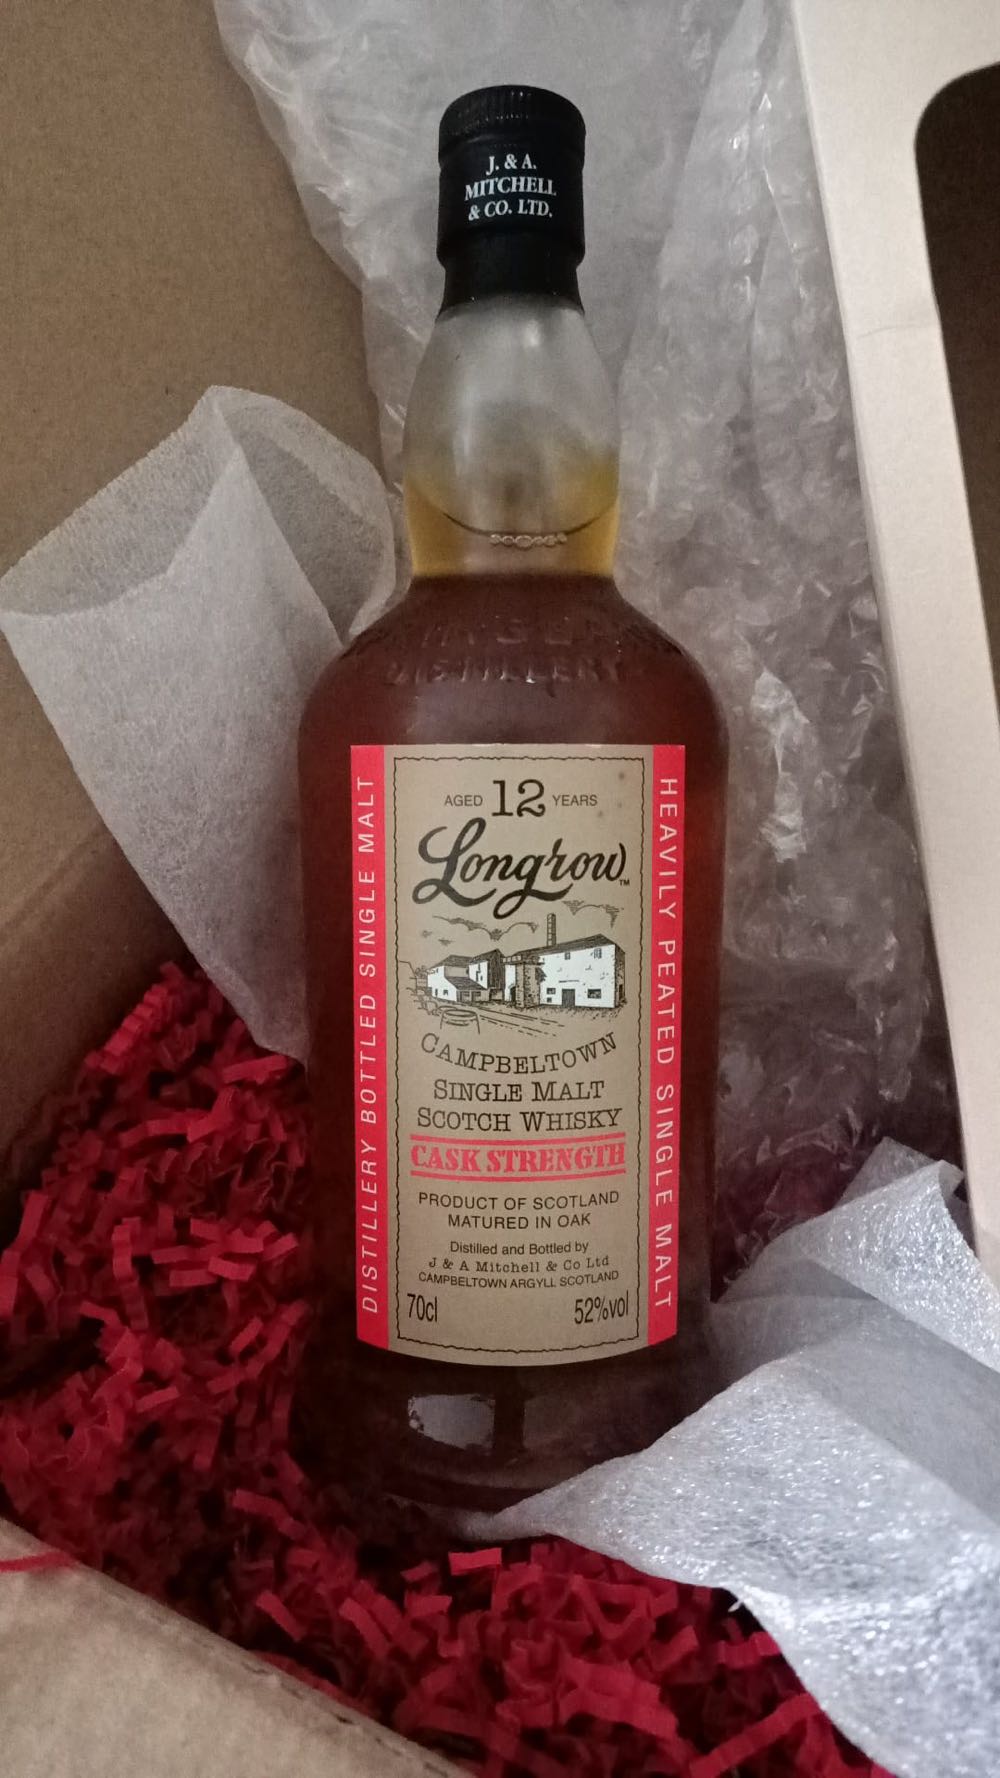 J. & A.
MITCHELL
& CO. LTD.
DISTILLERY
AGED 12 YEARS
Longrow™
CAMPBELTOWN
SINGLE MALT
SCOTCH WHISKY
CASK STRENGTH
PRODUCT OF SCOTLAND
MATURED IN OAK
Distilled and Bottled by
J & A Mitchell & Co Ltd
CAMPBELTOWN ARGYLL SCOTLAND
70cl 52%vol
DISTILLERY BOTTLED SINGLE MALT
HEAVILY PEATED SINGLE MALT